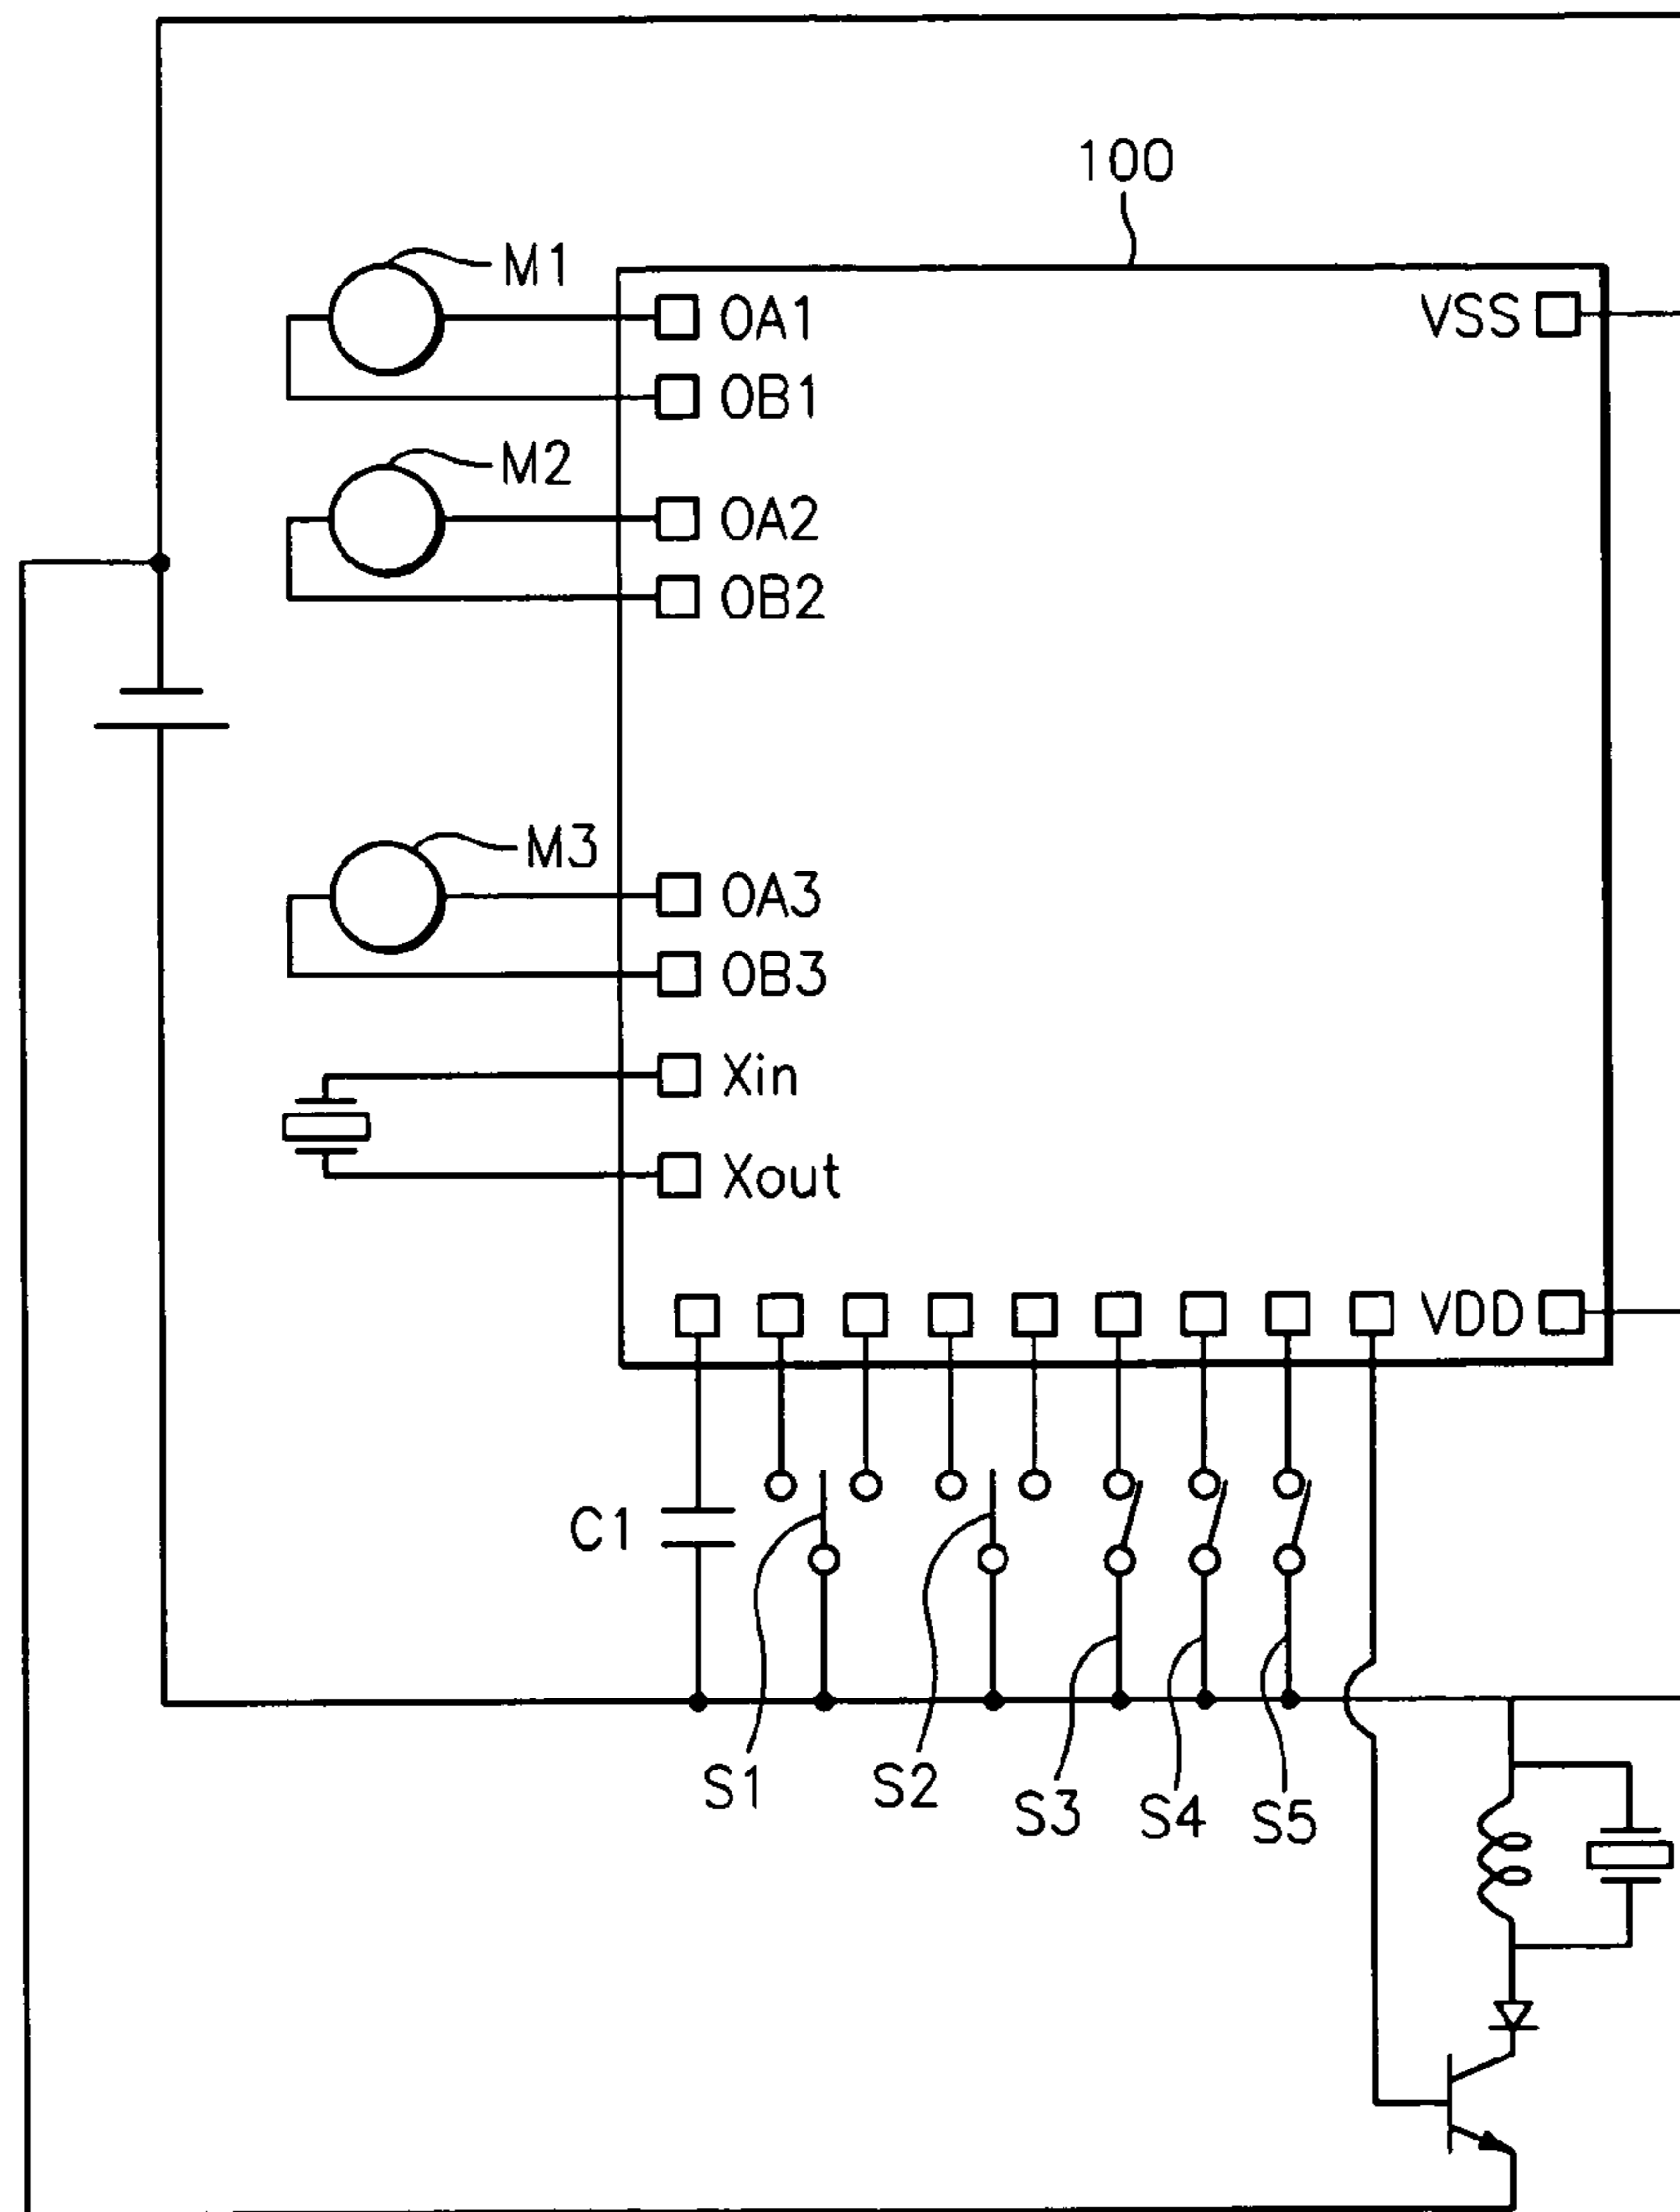 100
M1
OA1
VSS
OB1
M2
OA2
OB2
M3
OA3
OB3
Xin
Xout
VDD
C1
S1
S2
S3
S4
S5